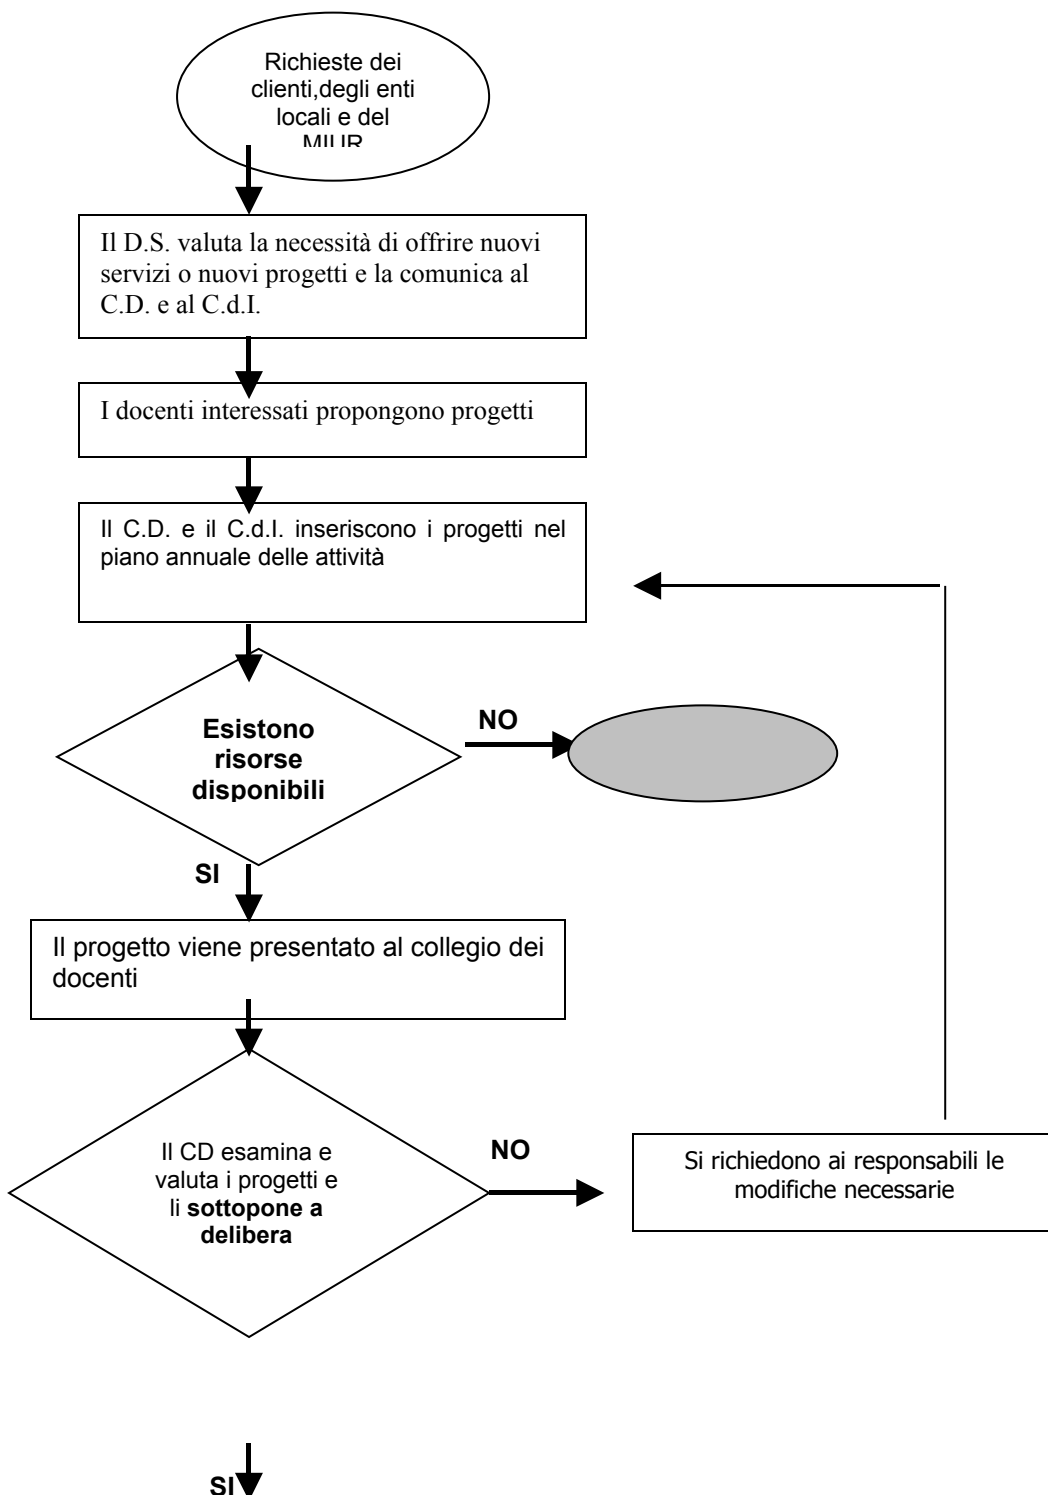 Richieste dei
clienti,degli enti
locali e del
MIUR
Il D.S. valuta la necessità di offrire nuovi
servizi o nuovi progetti e la comunica al
C.D. e al C.d.I.
I docenti interessati propongono progetti
Il C.D. e il C.d.I. inseriscono i progetti nel
piano annuale delle attività
Esistono
risorse
disponibili
NO
SI
Il progetto viene presentato al collegio dei
docenti
Il CD esamina e
valuta i progetti e
li sottopone a
delibera
NO
Si richiedono ai responsabili le
modifiche necessarie
SI